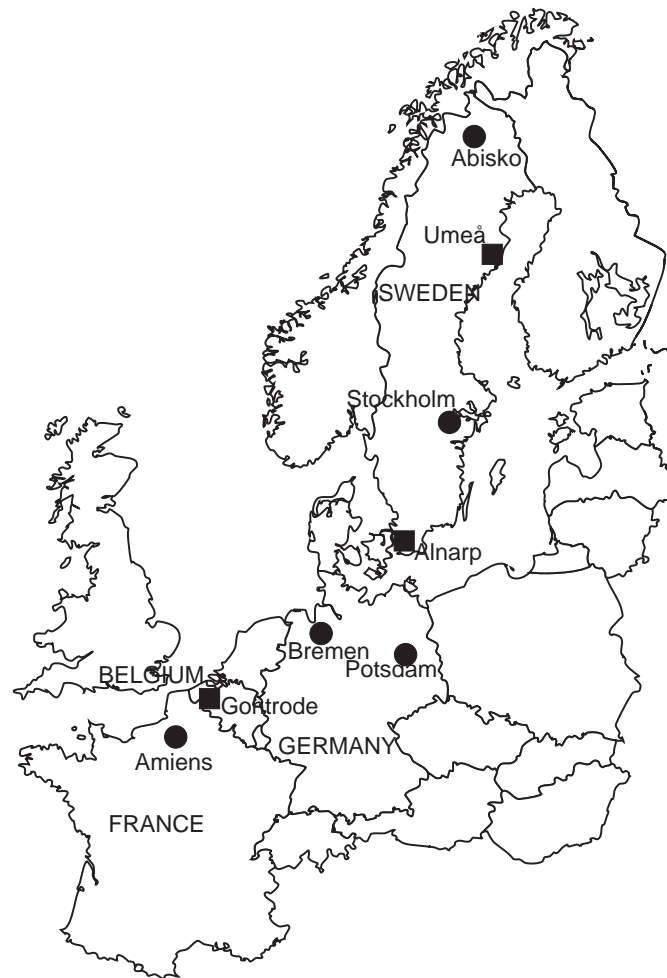 Abisko
Umeå
SWEDEN
Stockholm
Alnarp
Bremen
Potsdam
BELGIUM
Gontrode
GERMANY
Amiens
FRANCE